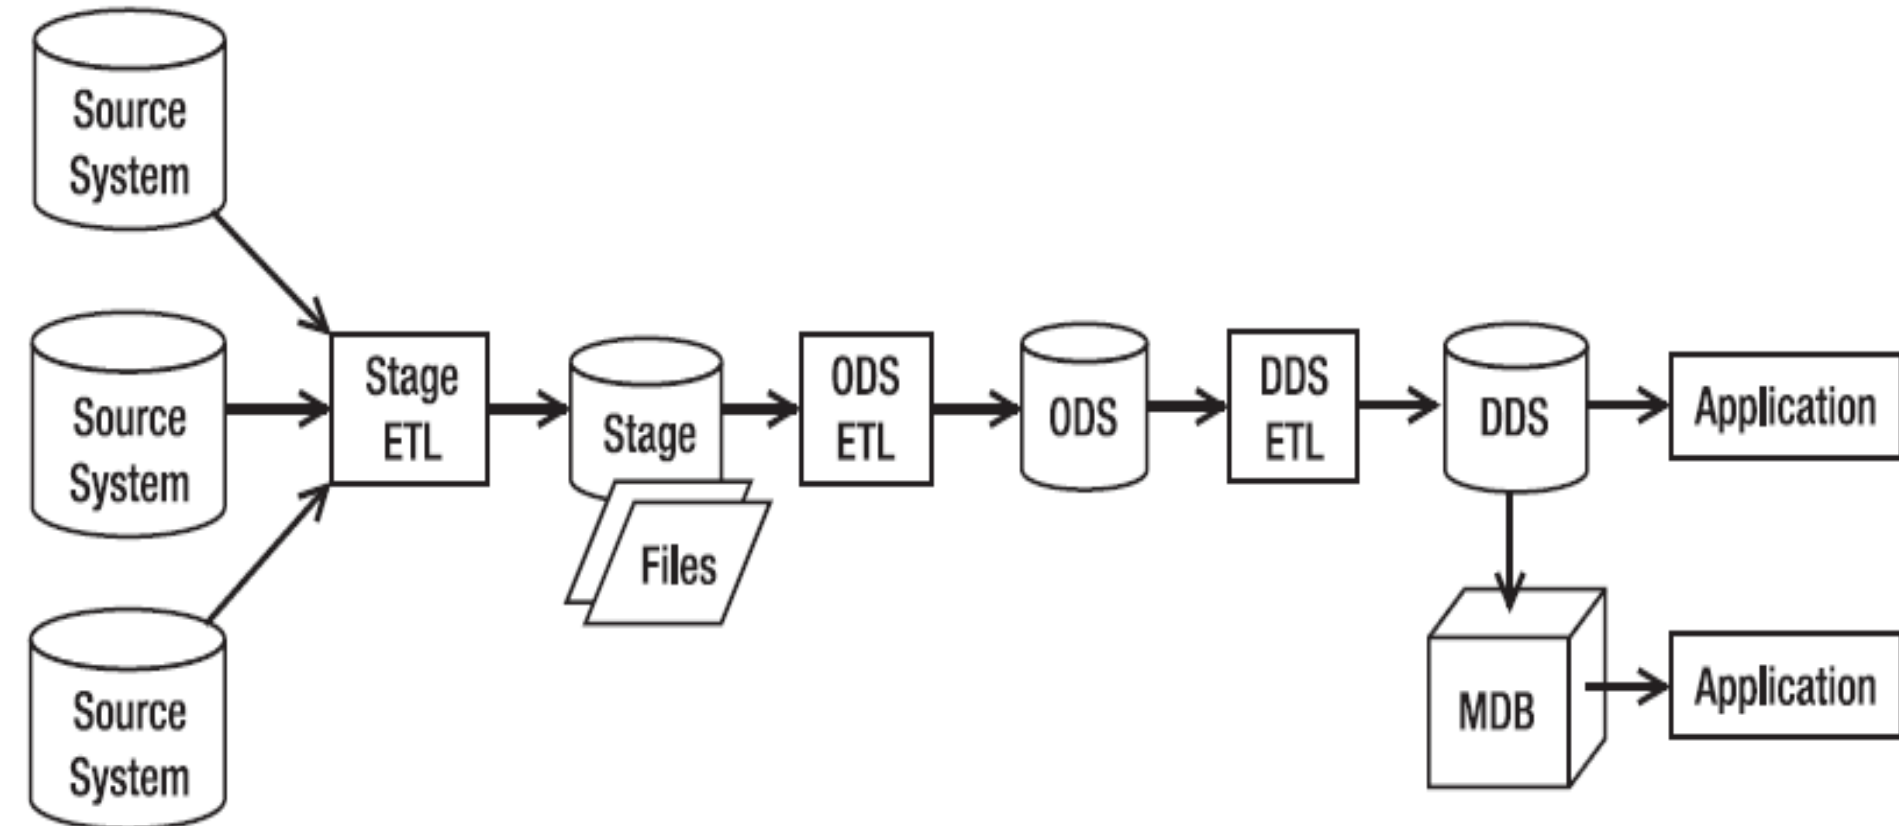 Source
System
Source
System
Source
System
Stage
ETL
Stage
Files
ODS
ETL
ODS
DDS
ETL
DDS
Application
MDB
Application